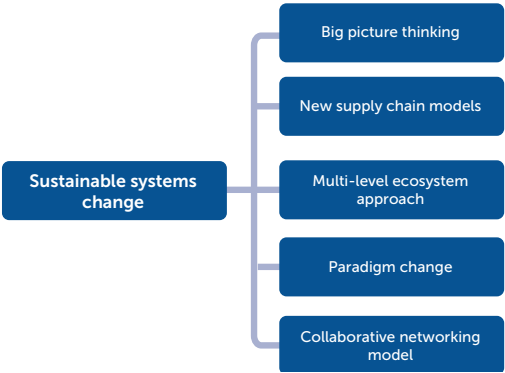 Big picture thinking
New supply chain models
Sustainable systems
change
Multi-level ecosystem
approach
Paradigm change
Collaborative networking
model